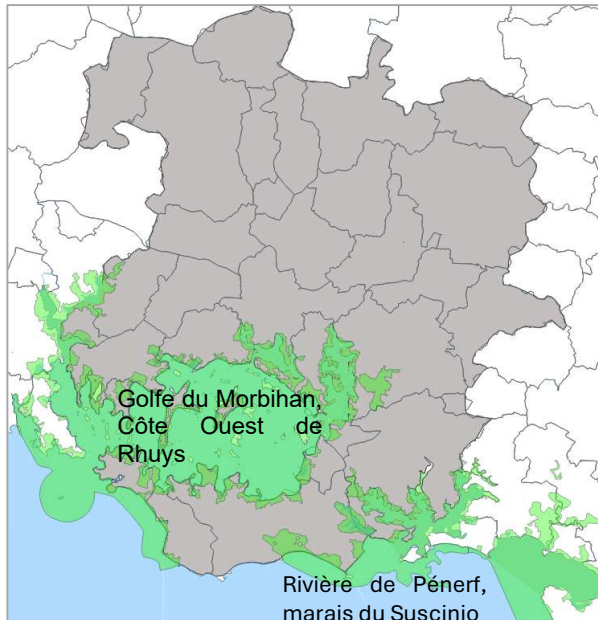 Golfe du Morbihan,
Côte Ouest de
Rhuys
Rivière de Pénerf,
marais du Suscinio